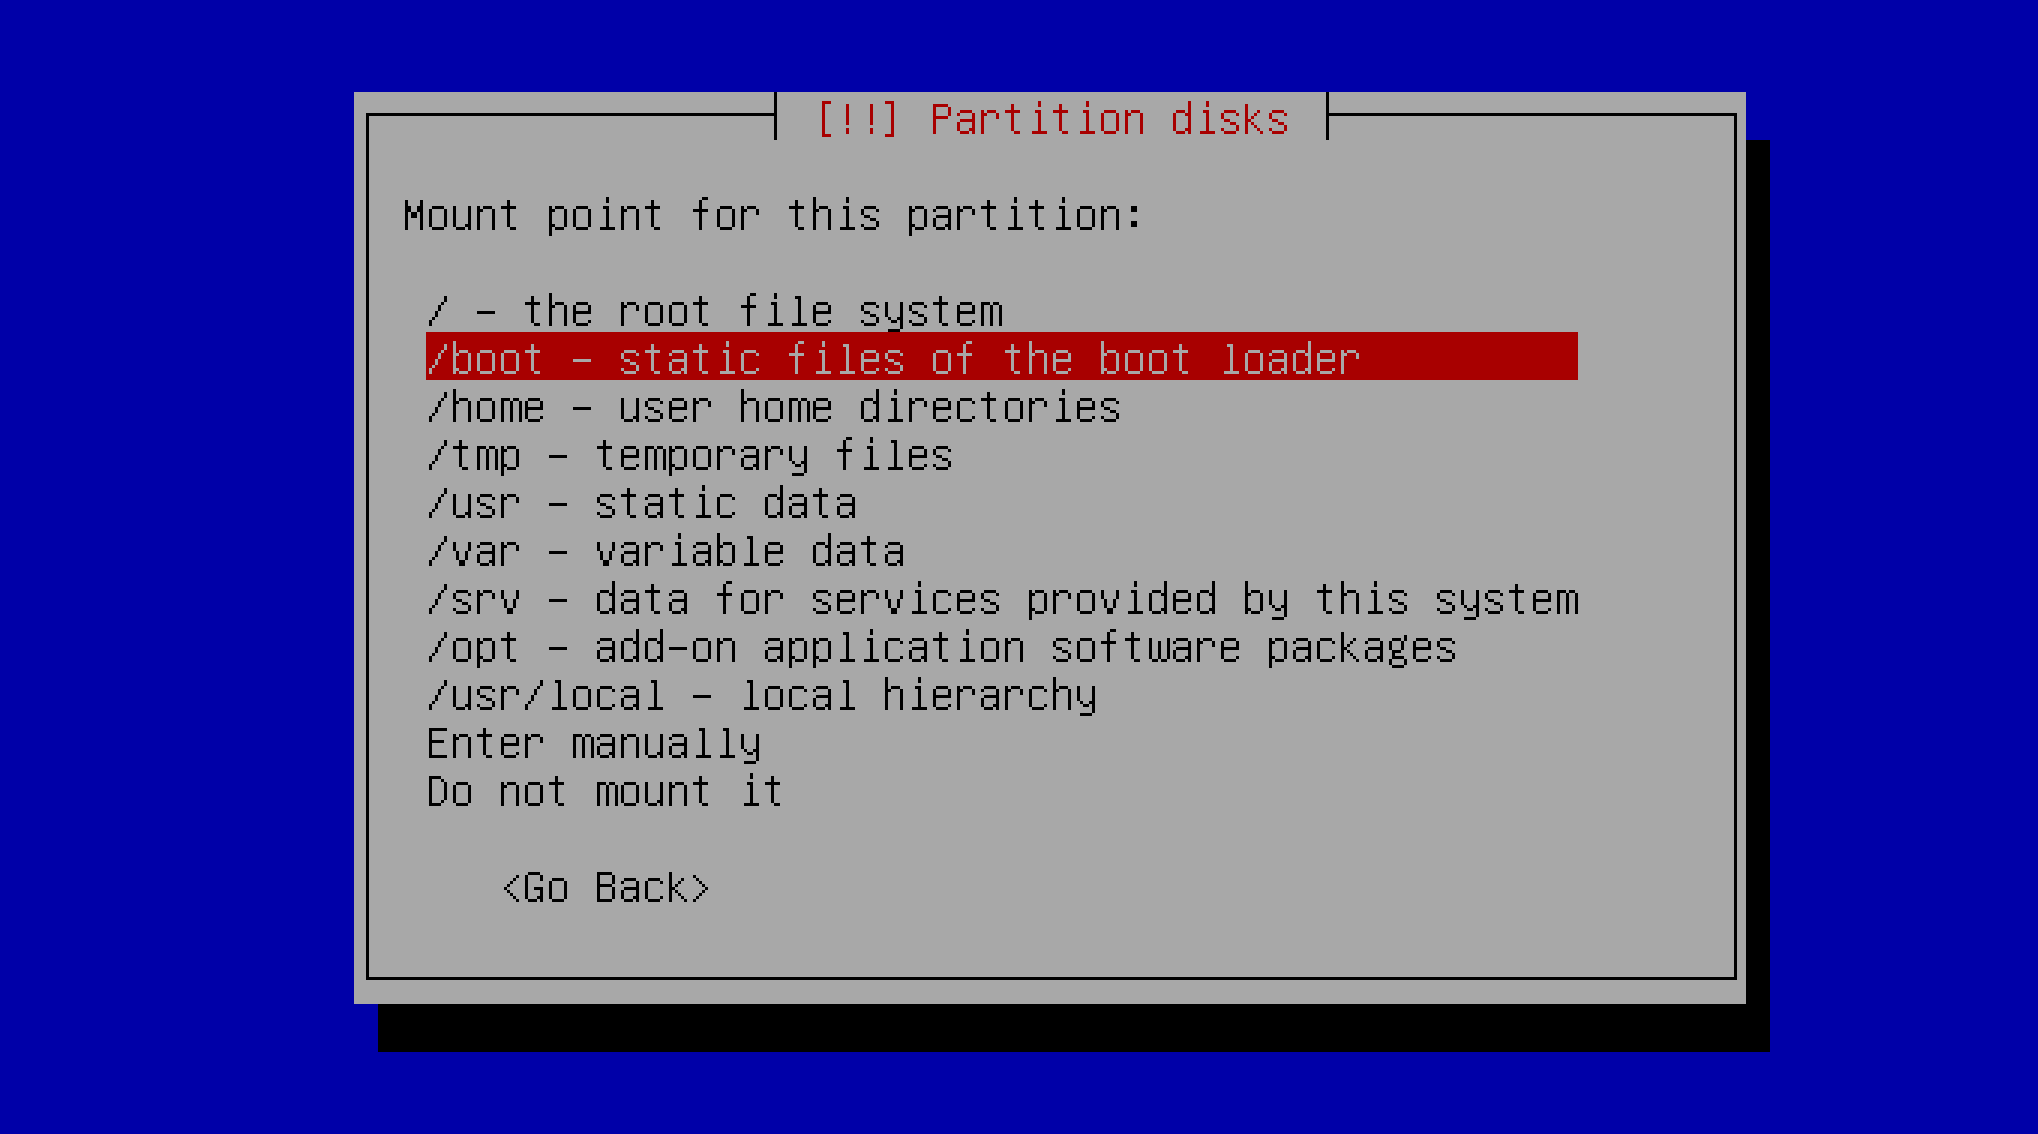 [!!] Partition disks
Mount point for this partition:
/ - the root file system
/boot - static files of the boot loader
/home - user home directories
/tmp - temporary files
/usr - static data
/var - variable data
/srv - data for services provided by this system
/opt - add-on application software packages
/usr/local - local hierarchy
Enter manually
Do not mount it
<Go Back>